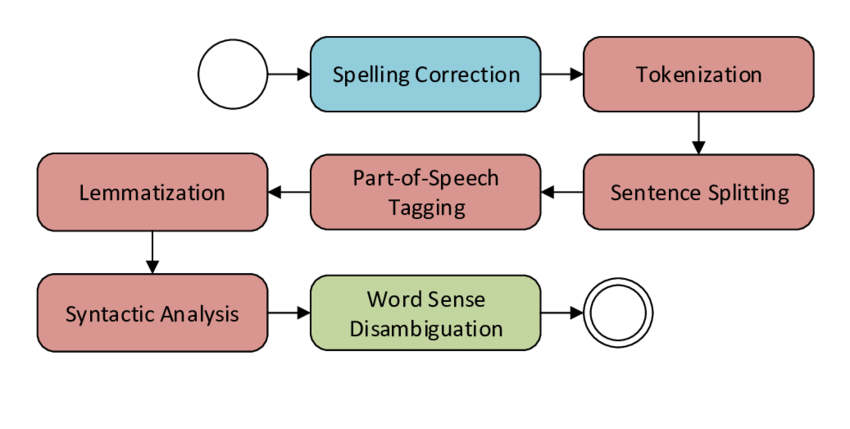 Spelling Correction
Tokenization
Sentence Splitting
Part-of-Speech
Tagging
Lemmatization
Syntactic Analysis
Word Sense
Disambiguation